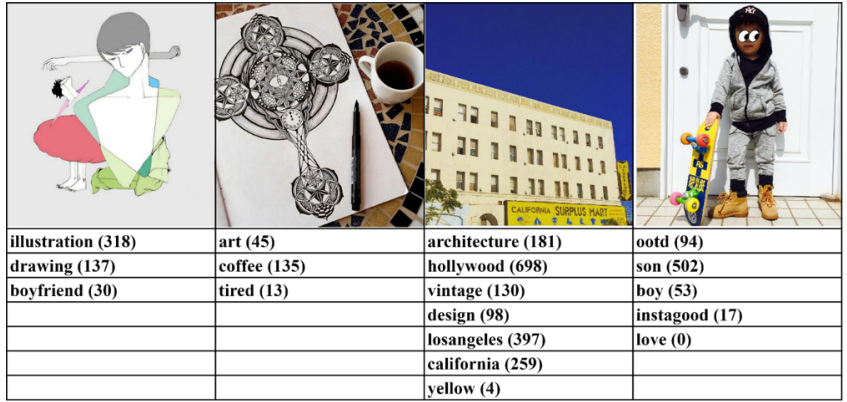 CALIFORNIA SURPLUS MART
illustration (318)
art (45)
architecture (181)
ootd (94)
drawing (137)
coffee (135)
hollywood (698)
son (502)
boyfriend (30)
tired (13)
vintage (130)
boy (53)
design (98)
instagood (17)
losangeles (397)
love (0)
california (259)
yellow (4)